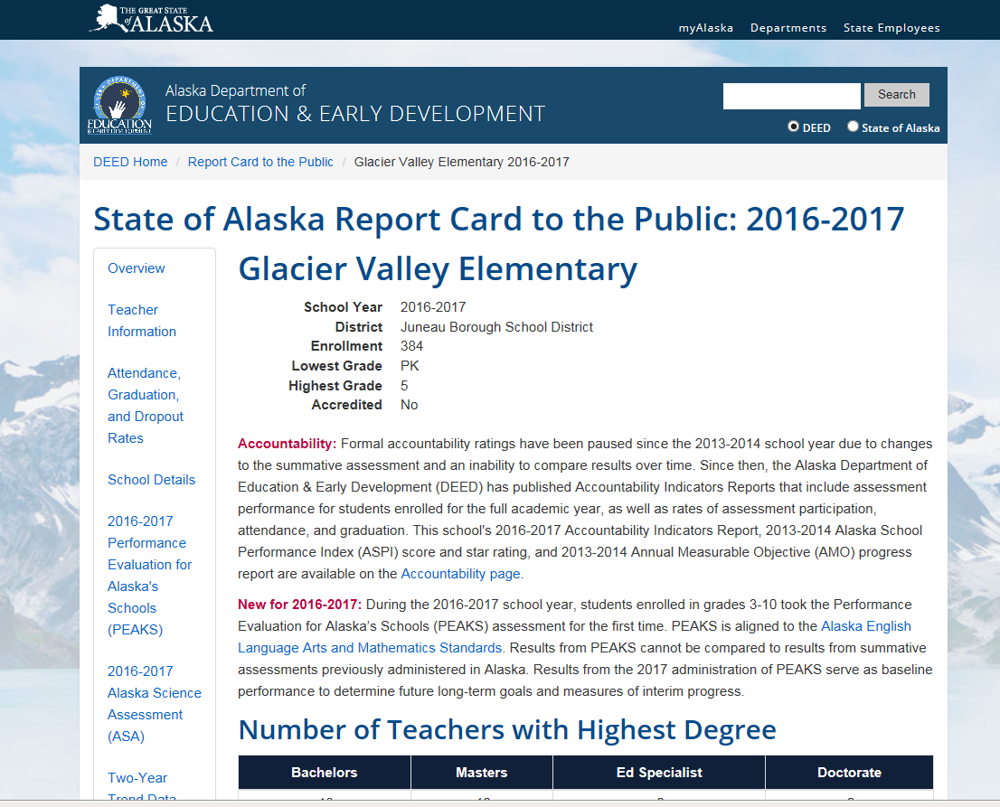 THE GREAT STATE
of ALASKA
myAlaska Departments State Employees
EDUCATION
& EARLY DEVELOPMENT
Alaska Department of
EDUCATION & EARLY DEVELOPMENT
Search
DEED State of Alaska
DEED Home / Report Card to the Public / Glacier Valley Elementary 2016-2017
State of Alaska Report Card to the Public: 2016-2017
Overview
Teacher
Information
Attendance,
Graduation,
and Dropout
Rates
School Details
2016-2017
Performance
Evaluation for
Alaska's
Schools
(PEAKS)
2016-2017
Alaska Science
Assessment
(ASA)
Two-Year
Trend Data
Glacier Valley Elementary
School Year 2016-2017
District Juneau Borough School District
Enrollment 384
Lowest Grade PK
Highest Grade 5
Accredited No
Accountability: Formal accountability ratings have been paused since the 2013-2014 school year due to changes
to the summative assessment and an inability to compare results over time. Since then, the Alaska Department of
Education & Early Development (DEED) has published Accountability Indicators Reports that include assessment
performance for students enrolled for the full academic year, as well as rates of assessment participation,
attendance, and graduation. This school's 2016-2017 Accountability Indicators Report, 2013-2014 Alaska School
Performance Index (ASPI) score and star rating, and 2013-2014 Annual Measurable Objective (AMO) progress
report are available on the Accountability page.
New for 2016-2017: During the 2016-2017 school year, students enrolled in grades 3-10 took the Performance
Evaluation for Alaska’s Schools (PEAKS) assessment for the first time. PEAKS is aligned to the Alaska English
Language Arts and Mathematics Standards. Results from PEAKS cannot be compared to results from summative
assessments previously administered in Alaska. Results from the 2017 administration of PEAKS serve as baseline
performance to determine future long-term goals and measures of interim progress.
Number of Teachers with Highest Degree
Bachelors Masters Ed Specialist Doctorate